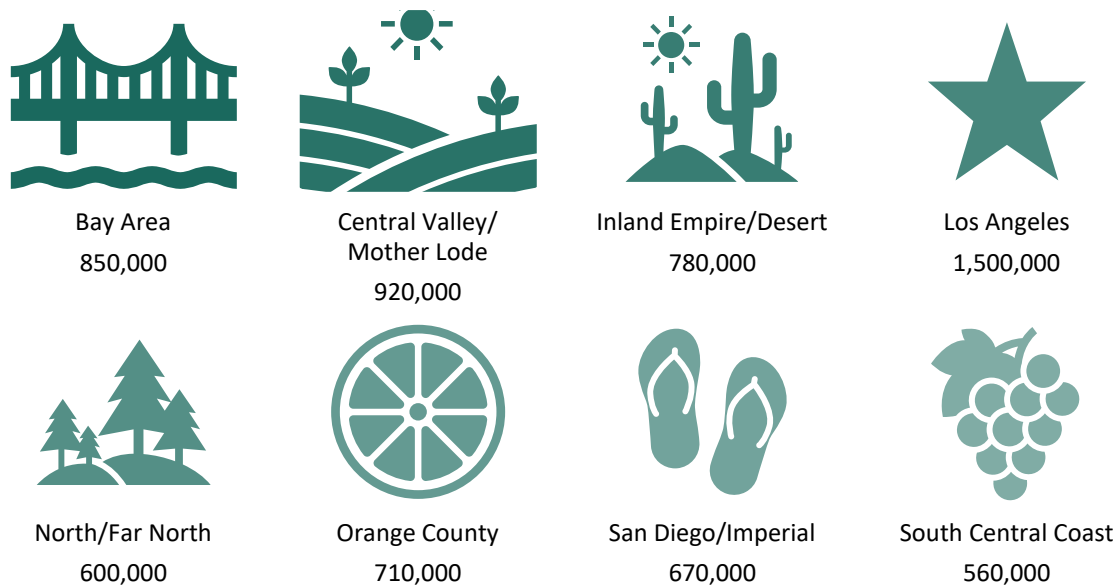 Bay Area
850,000
Central Valley/
Mother Lode
920,000
Inland Empire/Desert
780,000
Los Angeles
1,500,000
North/Far North
600,000
Orange County
710,000
San Diego/Imperial
670,000
South Central Coast
560,000